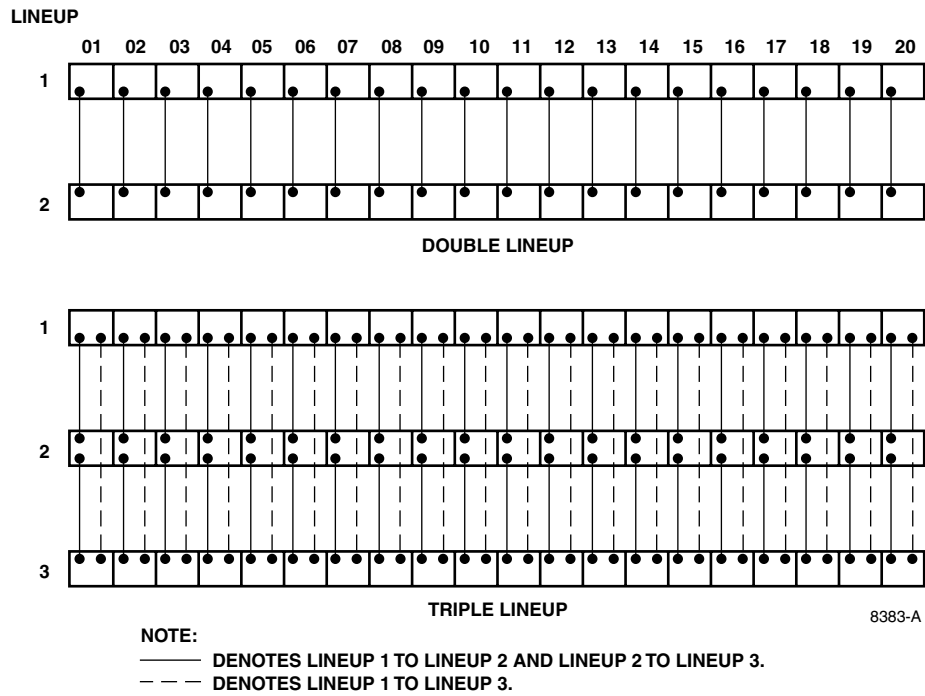 LINEUP
01 02 03 04 05 06 07 08 09 10 11 12 13 14 15 16 17 18 19 20
1
2
DOUBLE LINEUP
1
2
3
TRIPLE LINEUP
8383-A
NOTE:
DENOTES LINEUP 1 TO LINEUP 2 AND LINEUP 2 TO LINEUP 3.
DENOTES LINEUP 1 TO LINEUP 3.